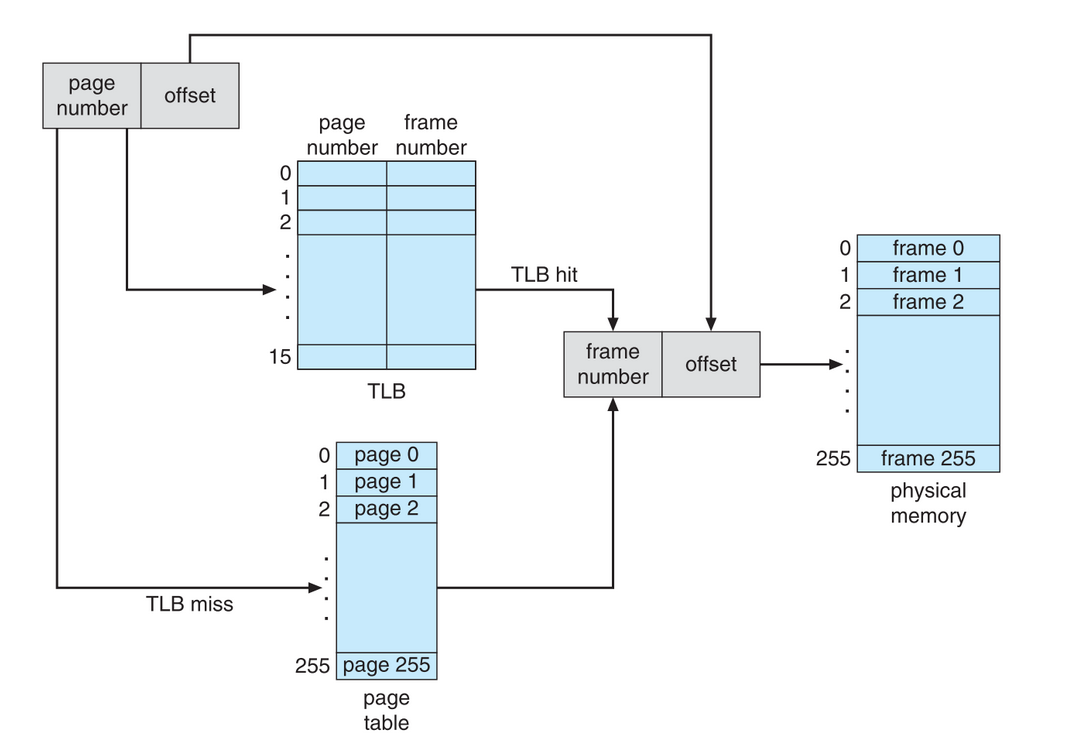 page
number
offset
page
number
frame
number
0
1
2
15
TLB
TLB hit
frame
number
offset
0 frame 0
1 frame 1
2 frame 2
255 frame 255
physical
memory
0 page 0
1 page 1
2 page 2
TLB miss
255 page 255
page
table